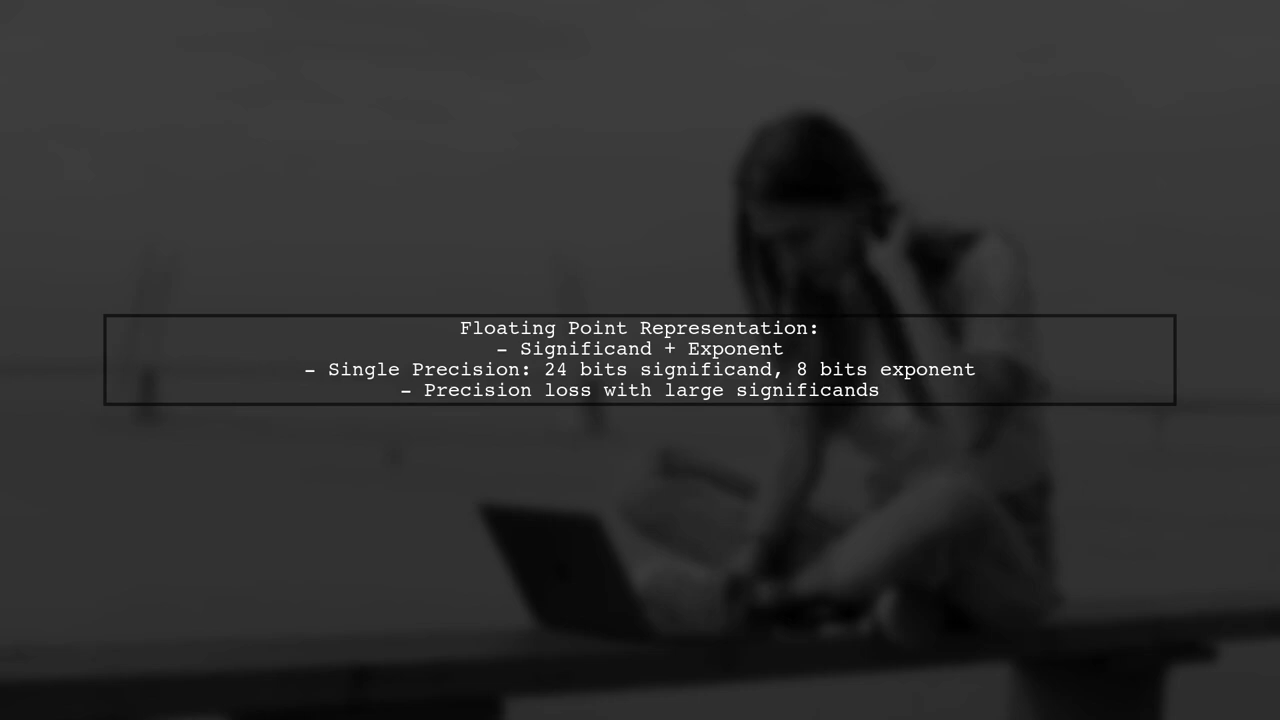 Floating Point Representation:
- Significand + Exponent
- Single Precision: 24 bits significand, 8 bits exponent
- Precision loss with large significands